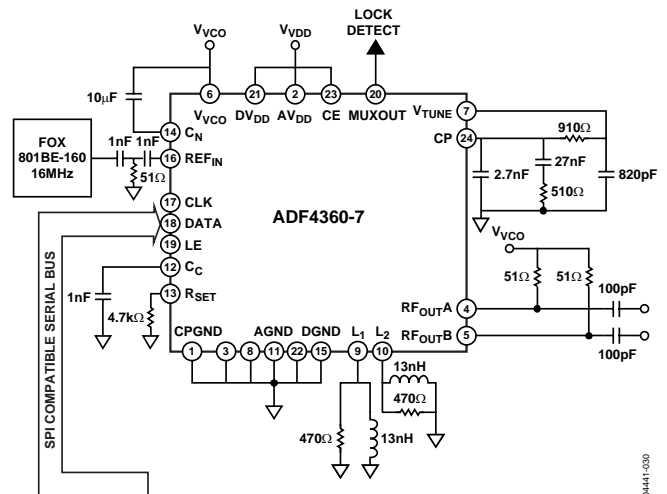 LOCK
DETECT
VVCO
VVDD
10μF
6
21
2
23
20
VVCO
DVDD
AVDD
CE
MUXOUT
VTUNE
7
14
CN
CP
24
910Ω
FOX
801BE-160
16MHz
1nF
1nF
16
REFIN
51Ω
2.7nF
27nF
510Ω
820pF
17
CLK
18
DATA
19
LE
ADF4360-7
12
CC
1nF
13
RSET
4.7kΩ
VVCO
51Ω
51Ω
100pF
RFOUTA
4
RFOUTB
5
100pF
CPGND
AGND
DGND
L1
L2
1
3
8
11
22
15
9
10
13nH
470Ω
470Ω
13nH
SPI COMPATIBLE SERIAL BUS
04441-030